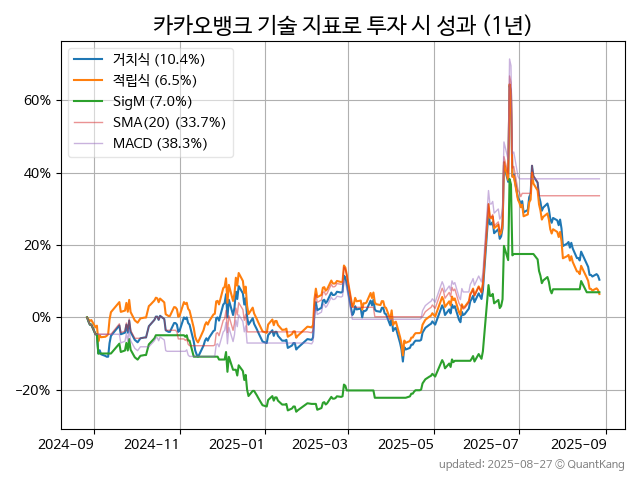 카카오뱅크 기술 지표로 투자 시 성과 (1년)
거치식 (10.4%)
적립식 (6.5%)
SigM (7.0%)
SMA(20) (33.7%)
MACD (38.3%)
60%
40%
20%
0%
−20%
2024-09 2024-11 2025-01 2025-03 2025-05 2025-07 2025-09
updated: 2025-08-27 © QuantKang